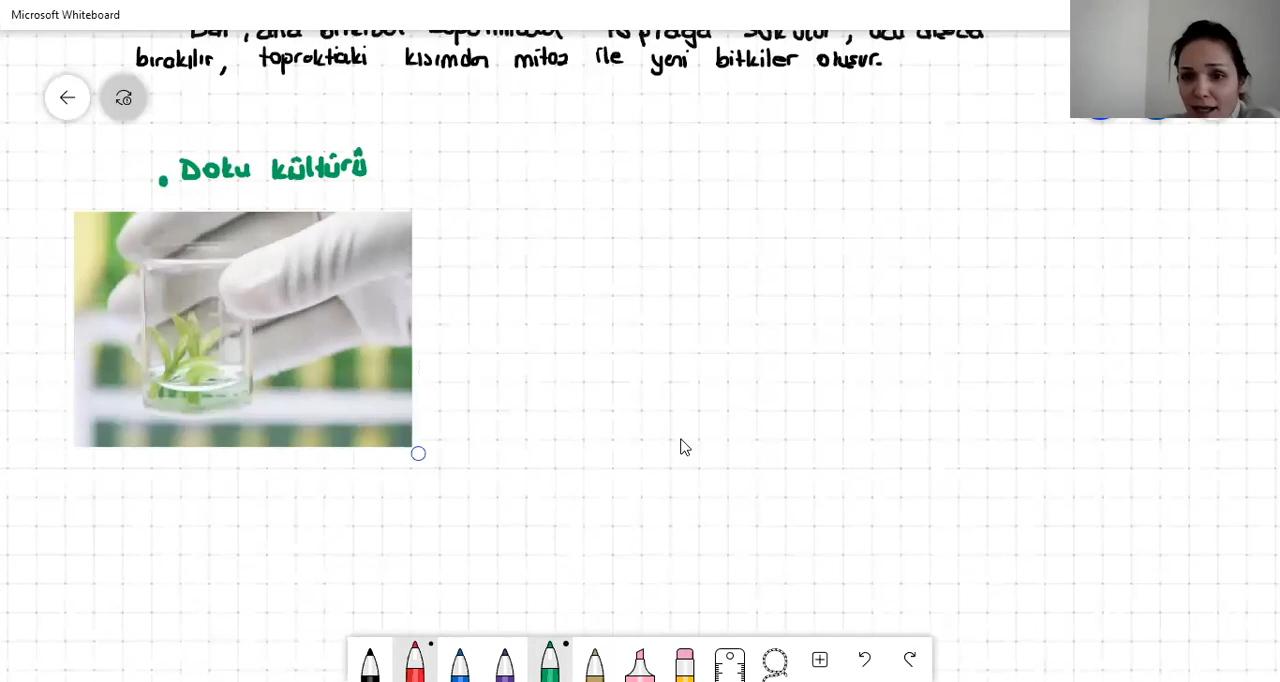 Microsoft Whiteboard
bırakılır, topraktaki kısımdan mitoz ile yeni bitkiler oluşur.
• Doku kültürü